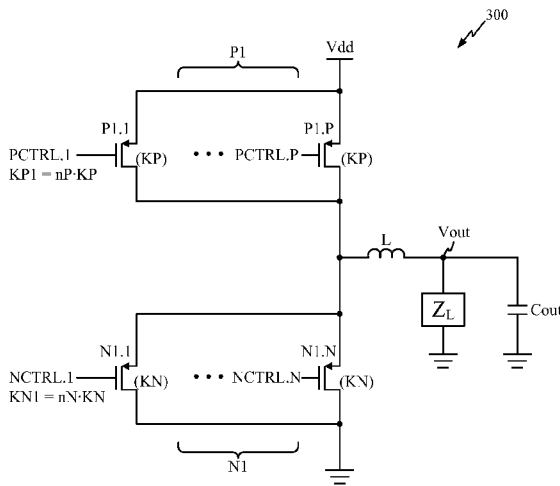 300
P1
Vdd
P1.1
P1.P
PCTRL.1
(KP)
PCTRL.P
(KP)
KP1 = nP·KP
L
Vout
ZL
Cout
N1.1
N1.N
NCTRL.1
(KN)
NCTRL.N
(KN)
KN1 = nN·KN
N1